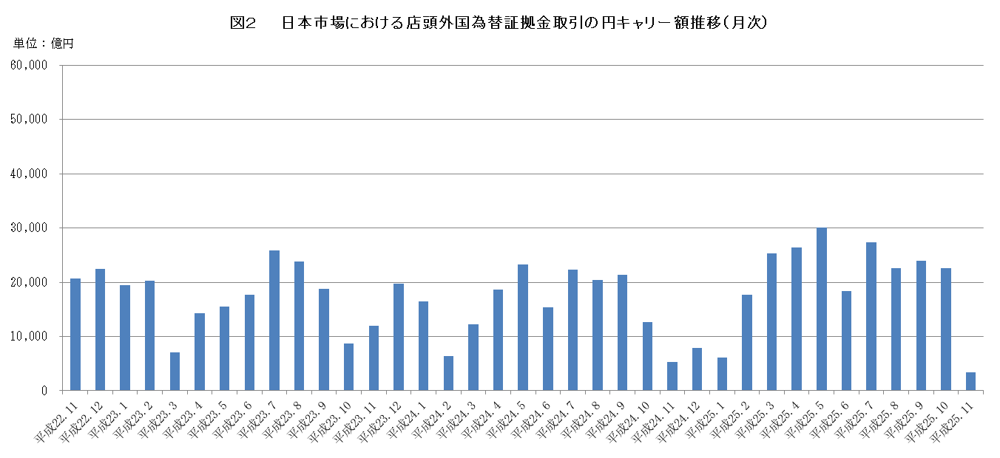 図2　日本市場における店頭外国為替証拠金取引の円キャリー額推移(月次)
単位：億円
60,000
50,000
40,000
30,000
20,000
10,000
0
平成22.11
平成22.12
平成23.1
平成23.2
平成23.3
平成23.4
平成23.5
平成23.6
平成23.7
平成23.8
平成23.9
平成23.10
平成23.11
平成23.12
平成24.1
平成24.2
平成24.3
平成24.4
平成24.5
平成24.6
平成24.7
平成24.8
平成24.9
平成24.10
平成24.11
平成24.12
平成25.1
平成25.2
平成25.3
平成25.4
平成25.5
平成25.6
平成25.7
平成25.8
平成25.9
平成25.10
平成25.11